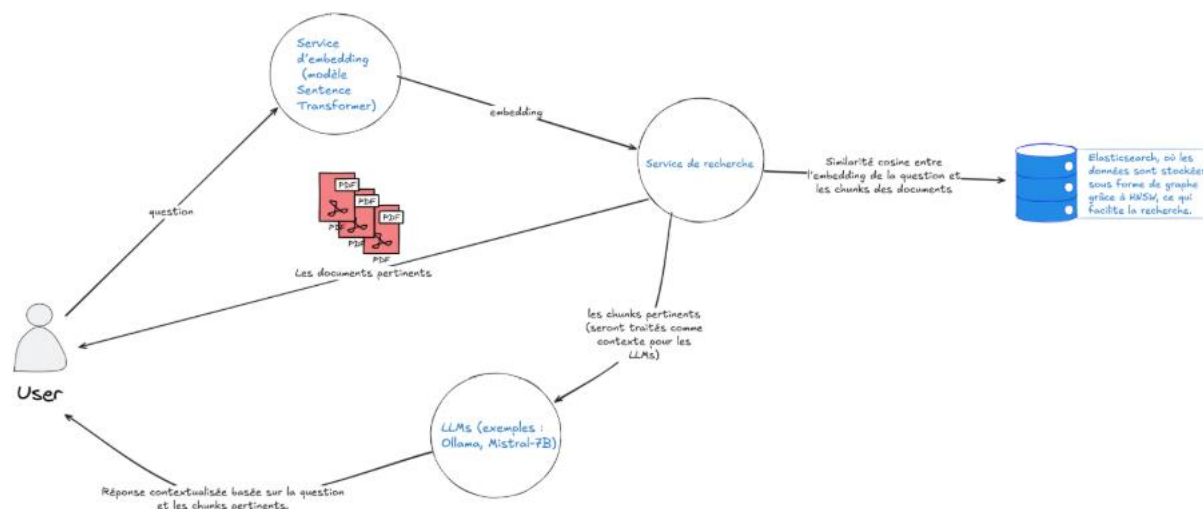 Service
d'embedding
(modèle
Sentence
Transformer)
embedding
Service de recherche
Similarité cosine entre
l'embedding de la question et
les chunks des documents
Elasticsearch, où les
données sont stockées
sous forme de graphe
grâce à HNSW, ce qui
facilite la recherche.
question
PDF
PDF
PDF
PDF
PDF
PDF
Les documents pertinents
les chunks pertinents
(seront traités comme
contexte pour les
LLMs)
User
LLMs (exemples :
Ollama, Mistral-7B)
Réponse contextualisée basée sur la question
et les chunks pertinents.